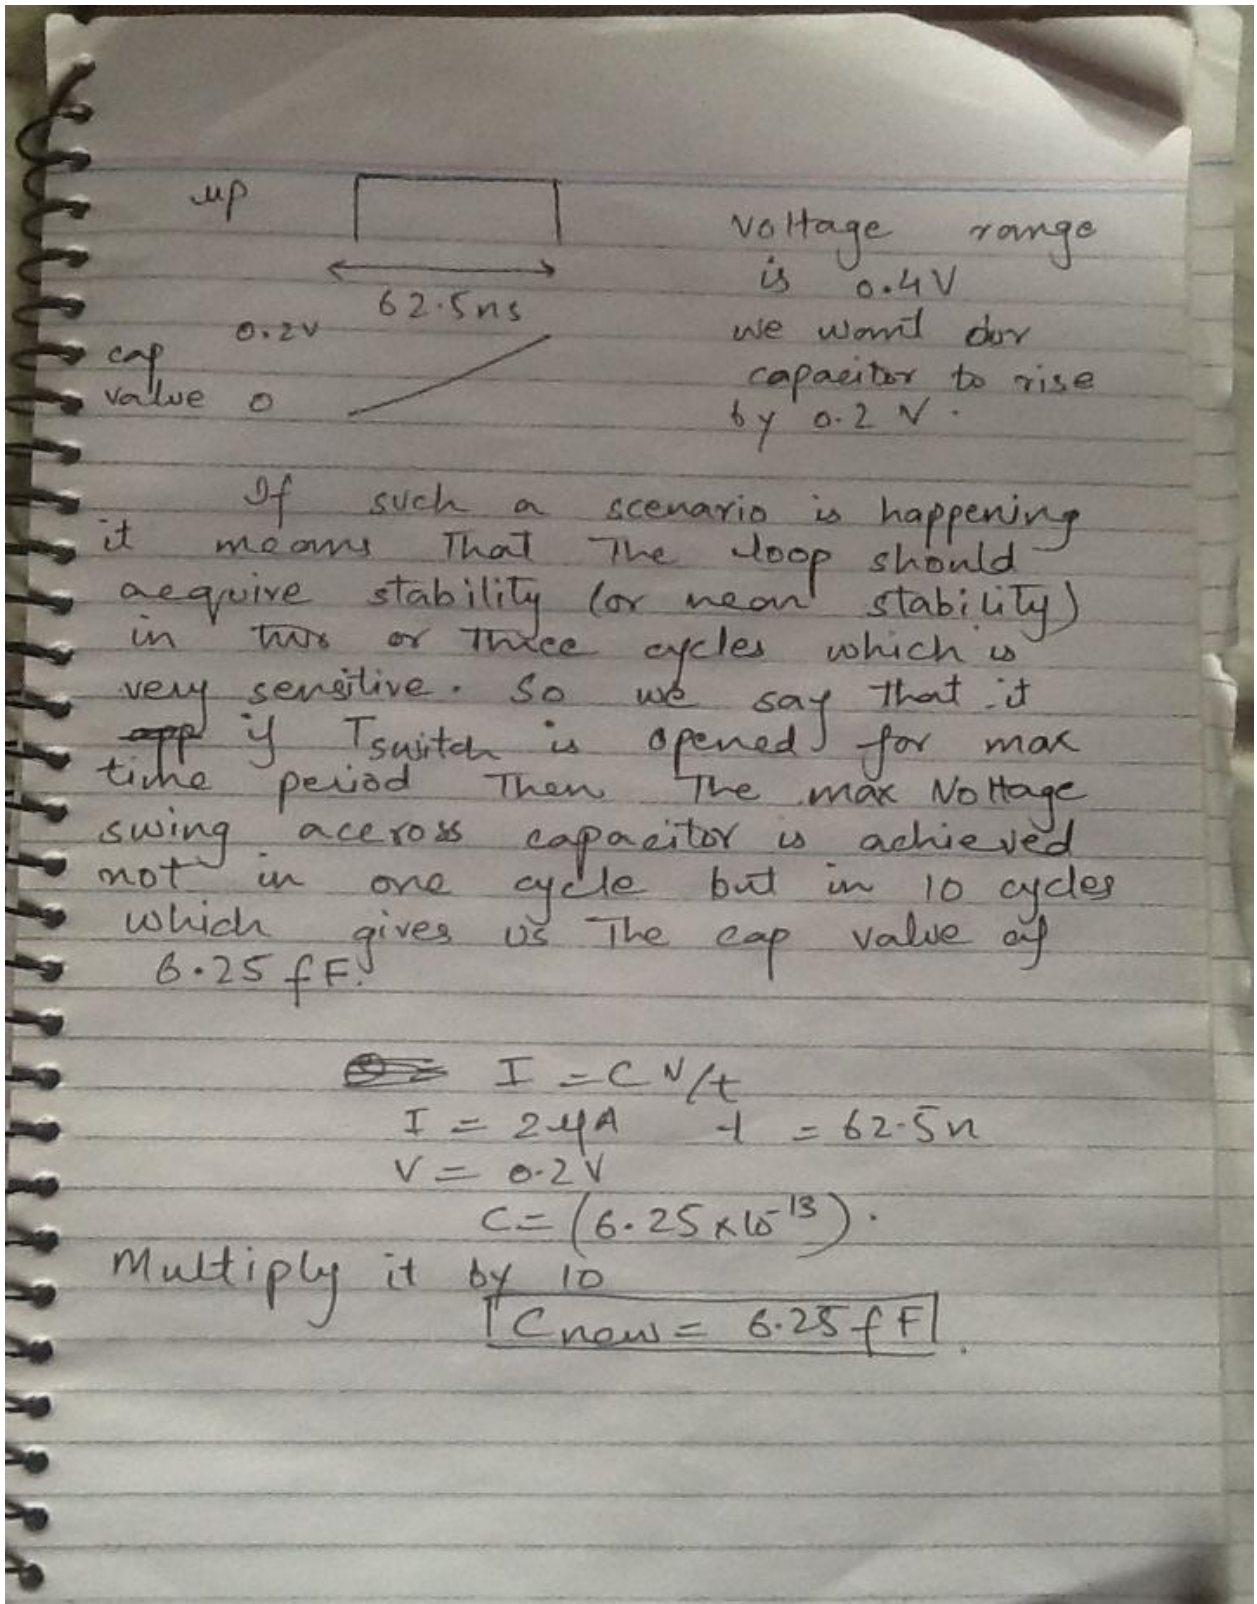 up
62.5ns
0.2V
cap
value 0
Voltage range
is 0.4V
we want our
capacitor to rise
by 0.2 V.
If such a scenario is happening
it means That The loop should
acquire stability (or near stability)
in two or Three cycles which is
very sensitive. So we say that it
if Tswitch is opened for max
time period Then The max Voltage
swing aceross capacitor is achieved
not in one cycle but in 10 cycles
which gives us The cap value of
6.25 fF.
I = C V/t
I = 2 μA t = 62.5n
V = 0.2V
C = (6.25 x 10^-13).
Multiply it by 10
Cnew = 6.25 fF.